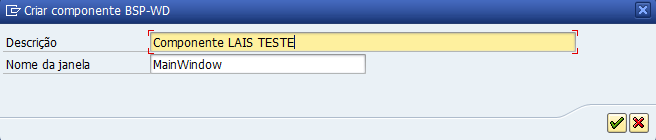 Criar componente BSP-WD
Descrição Componente LAIS TESTE
Nome da janela MainWindow